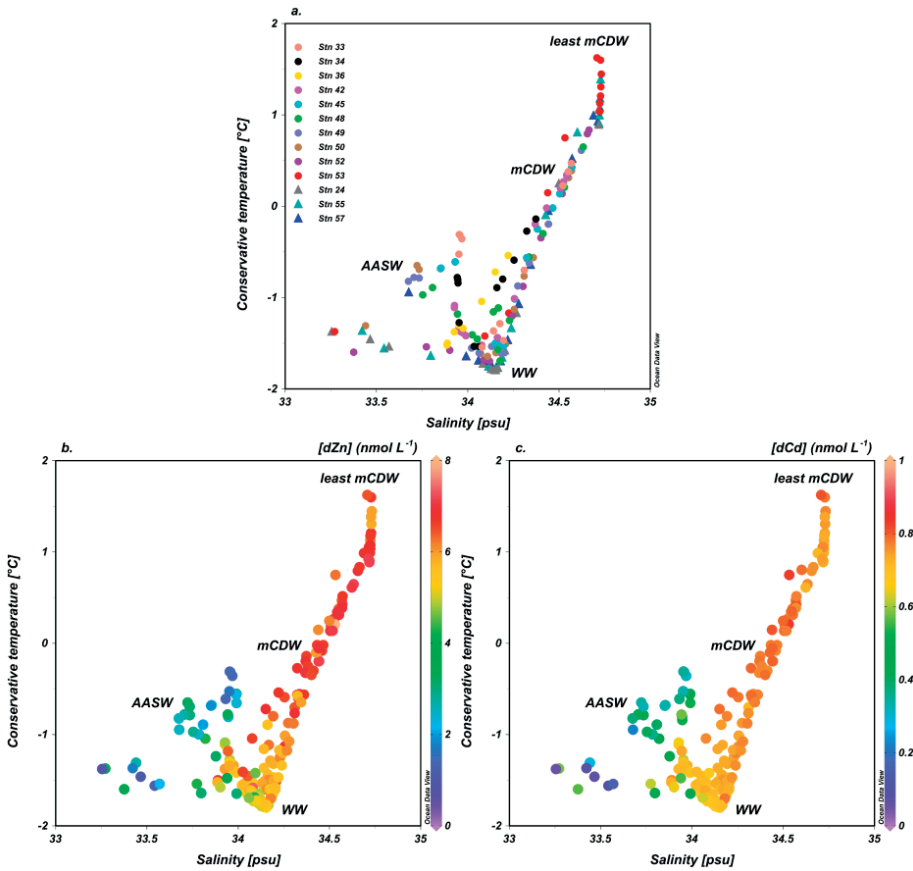 a.
2
1
0
-1
-2
Conservative temperature [°C]
least mCDW
mCDW
AASW
WW
Stn 33
Stn 34
Stn 36
Stn 42
Stn 45
Stn 48
Stn 49
Stn 50
Stn 52
Stn 53
Stn 24
Stn 55
Stn 57
Ocean Data View
33 33.5 34 34.5 35
Salinity [psu]
b. [dZn] (nmol L-1)
2
1
0
-1
-2
Conservative temperature [°C]
least mCDW
mCDW
AASW
WW
8
6
4
2
0
Ocean Data View
33 33.5 34 34.5 35
Salinity [psu]
c. [dCd] (nmol L-1)
2
1
0
-1
-2
Conservative temperature [°C]
least mCDW
mCDW
AASW
WW
1
0.8
0.6
0.4
0.2
0
Ocean Data View
33 33.5 34 34.5 35
Salinity [psu]